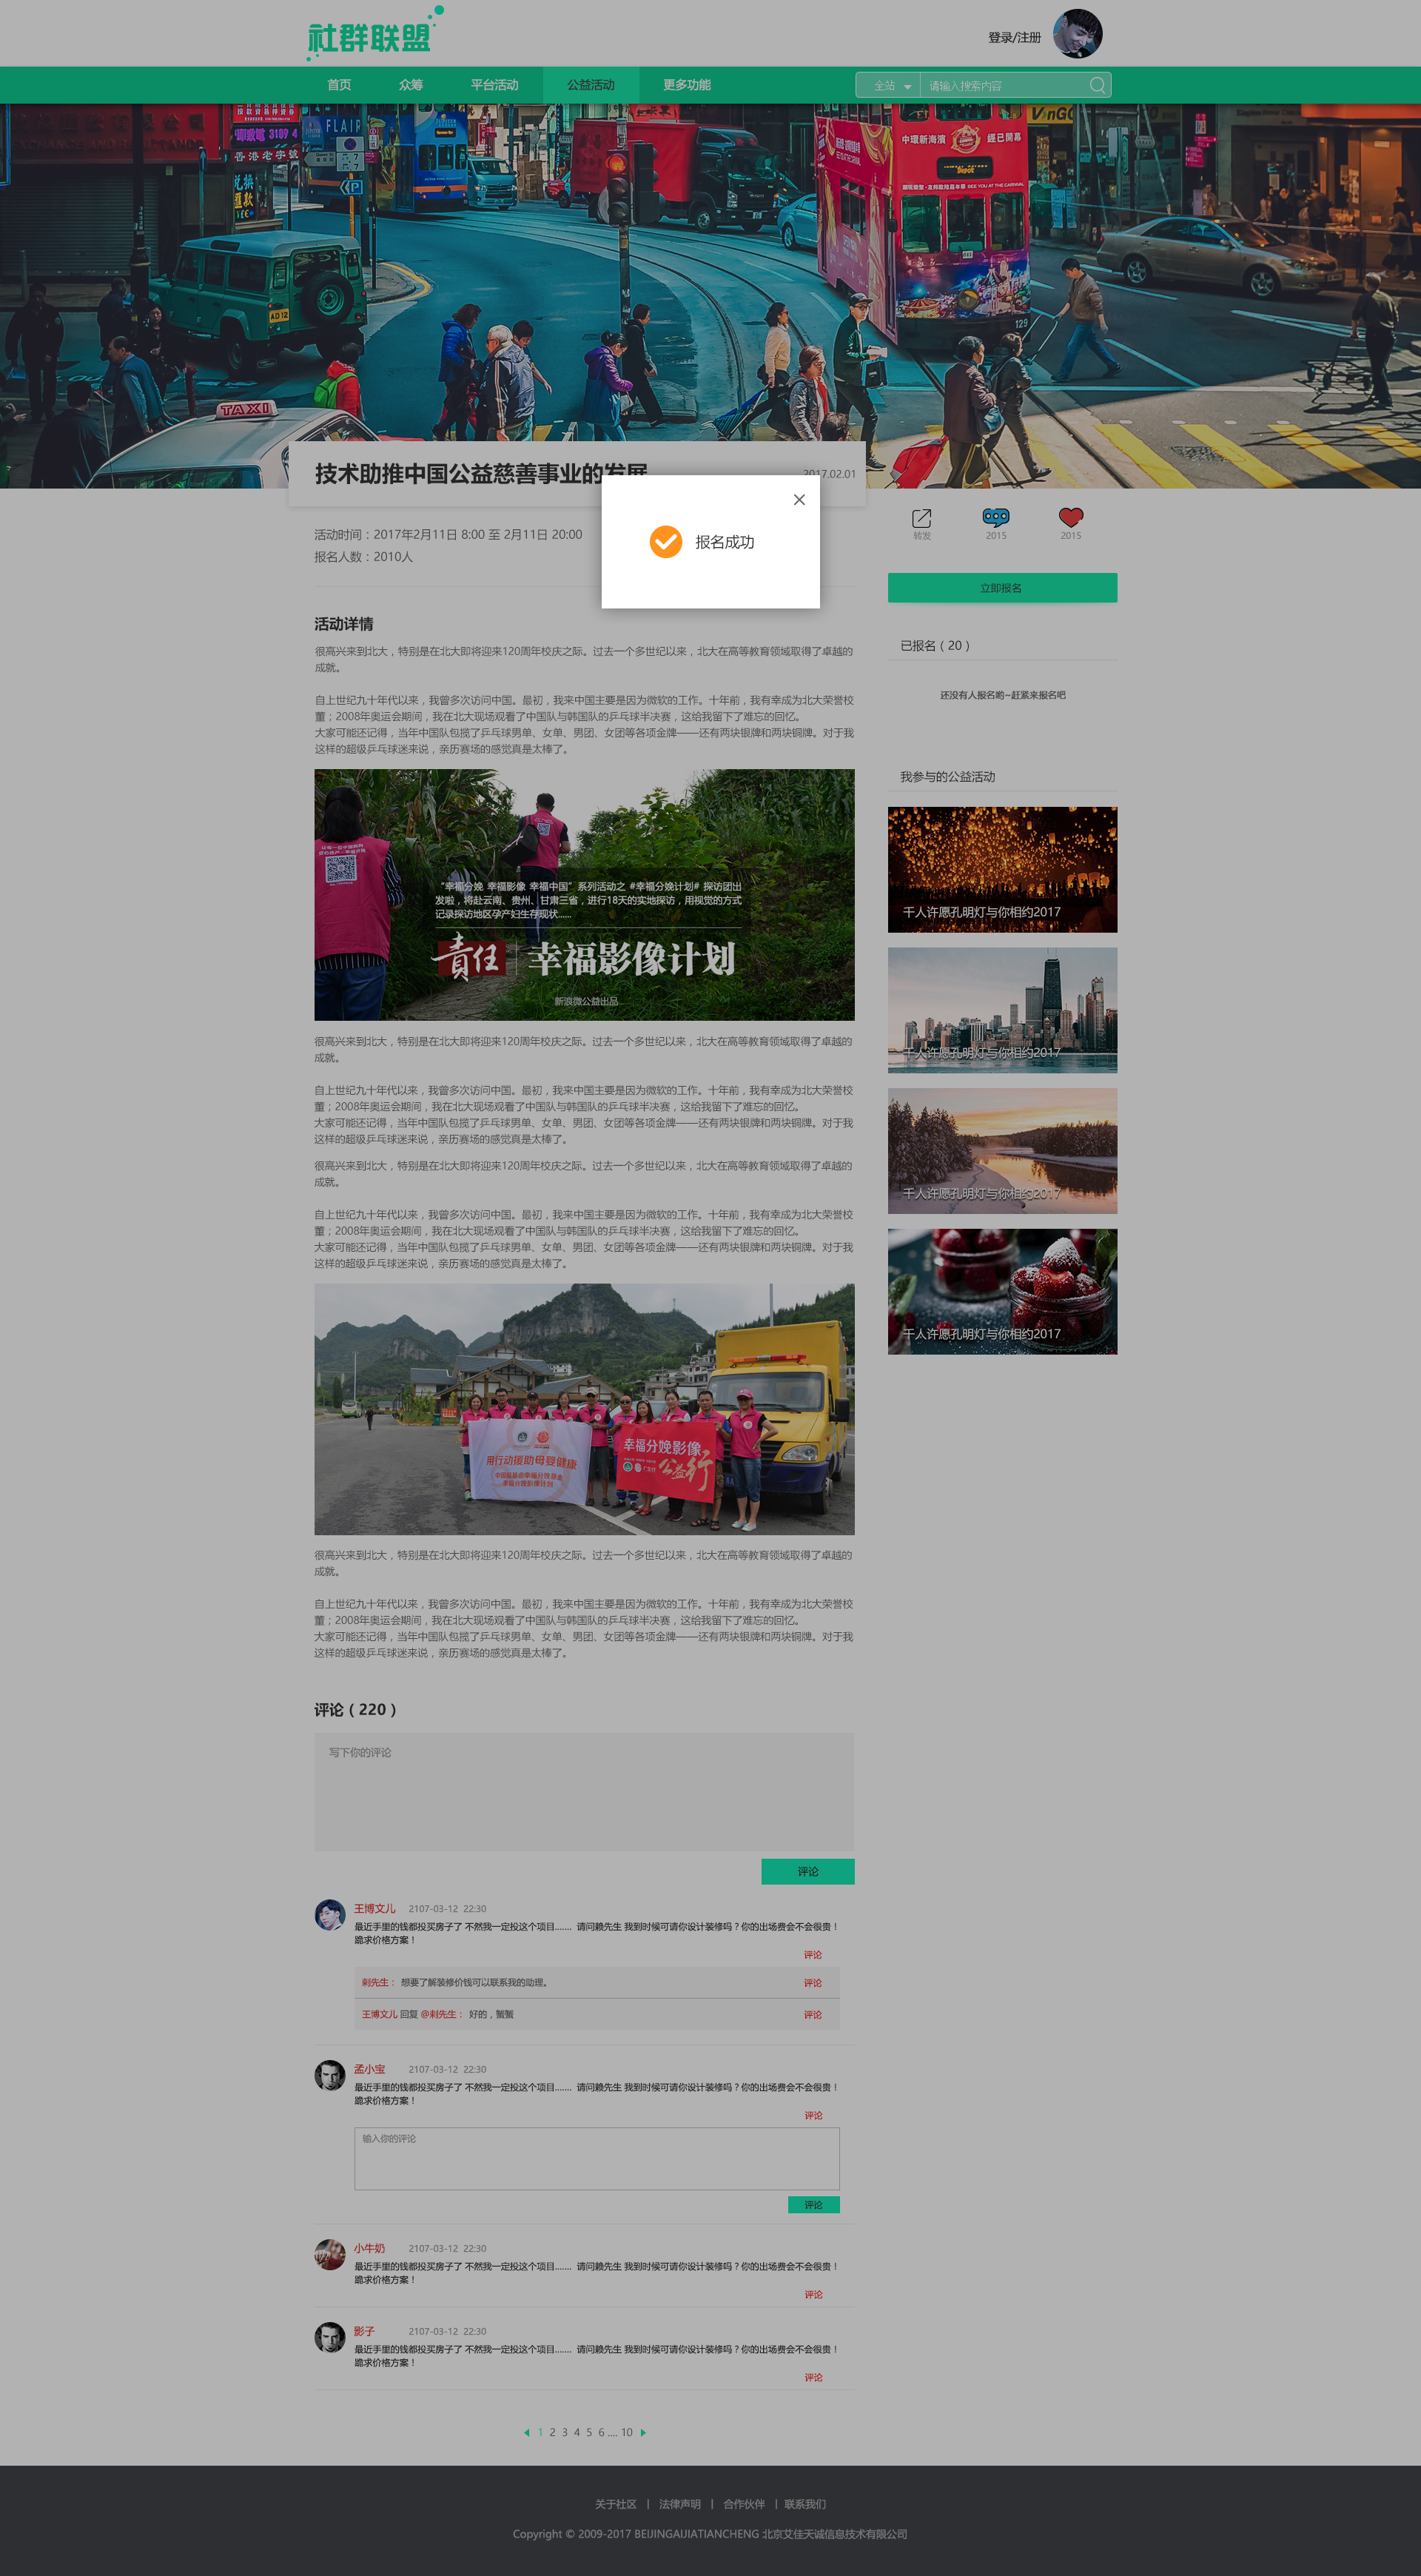 社群联盟
登录/注册
首页 众筹 平台活动 公益活动 更多功能 全站 请输入搜索内容
FLAIR
御龍電 3189 4
香港老字號
P
AD 12
TAXI
中環新海濱
經已開幕
Depot
SEE YOU AT THE CARNIVAL
129
技术助推中国公益慈善事业的发展
2017.02.01
报名成功
活动时间：2017年2月11日 8:00 至 2月11日 20:00
报名人数：2010人
转发 2015 2015
立即报名
已报名（20）
还没有人报名哟~赶紧来报名吧
我参与的公益活动
千人许愿孔明灯与你相约2017
千人许愿孔明灯与你相约2017
千人许愿孔明灯与你相约2017
千人许愿孔明灯与你相约2017
活动详情
很高兴来到北大，特别是在北大即将迎来120周年校庆之际。过去一个多世纪以来，北大在高等教育领域取得了卓越的
成就。
自上世纪九十年代以来，我曾多次访问中国。最初，我来中国主要是因为微软的工作。十年前，我有幸成为北大荣誉校
董；2008年奥运会期间，我在北大现场观看了中国队与韩国队的乒乓球半决赛，这给我留下了难忘的回忆。
大家可能还记得，当年中国队包揽了乒乓球男单、女单、男团、女团等各项金牌——还有两块银牌和两块铜牌。对于我
这样的超级乒乓球迷来说，亲历赛场的感觉真是太棒了。
“幸福分娩 幸福影像 幸福中国”系列活动之 #幸福分娩计划# 探访团出
发啦，将赴云南、贵州、甘肃三省，进行18天的实地探访，用视觉的方式
记录探访地区孕产妇生存现状......
责任 幸福影像计划
新浪微公益出品
很高兴来到北大，特别是在北大即将迎来120周年校庆之际。过去一个多世纪以来，北大在高等教育领域取得了卓越的
成就。
自上世纪九十年代以来，我曾多次访问中国。最初，我来中国主要是因为微软的工作。十年前，我有幸成为北大荣誉校
董；2008年奥运会期间，我在北大现场观看了中国队与韩国队的乒乓球半决赛，这给我留下了难忘的回忆。
大家可能还记得，当年中国队包揽了乒乓球男单、女单、男团、女团等各项金牌——还有两块银牌和两块铜牌。对于我
这样的超级乒乓球迷来说，亲历赛场的感觉真是太棒了。
很高兴来到北大，特别是在北大即将迎来120周年校庆之际。过去一个多世纪以来，北大在高等教育领域取得了卓越的
成就。
自上世纪九十年代以来，我曾多次访问中国。最初，我来中国主要是因为微软的工作。十年前，我有幸成为北大荣誉校
董；2008年奥运会期间，我在北大现场观看了中国队与韩国队的乒乓球半决赛，这给我留下了难忘的回忆。
大家可能还记得，当年中国队包揽了乒乓球男单、女单、男团、女团等各项金牌——还有两块银牌和两块铜牌。对于我
这样的超级乒乓球迷来说，亲历赛场的感觉真是太棒了。
用行动援助母婴健康
幸福分娩影像计划
幸福分娩影像
公益行
很高兴来到北大，特别是在北大即将迎来120周年校庆之际。过去一个多世纪以来，北大在高等教育领域取得了卓越的
成就。
自上世纪九十年代以来，我曾多次访问中国。最初，我来中国主要是因为微软的工作。十年前，我有幸成为北大荣誉校
董；2008年奥运会期间，我在北大现场观看了中国队与韩国队的乒乓球半决赛，这给我留下了难忘的回忆。
大家可能还记得，当年中国队包揽了乒乓球男单、女单、男团、女团等各项金牌——还有两块银牌和两块铜牌。对于我
这样的超级乒乓球迷来说，亲历赛场的感觉真是太棒了。
评论（220）
写下你的评论
评论
王博文儿 2107-03-12 22:30
最近手里的钱都投买房子了 不然我一定投这个项目....... 请问赖先生 我到时候可请你设计装修吗？你的出场费会不会很贵！
跪求价格方案！
评论
剌先生： 想要了解装修价钱可以联系我的助理。 评论
王博文儿 回复 @剌先生： 好的，蟹蟹 评论
孟小宝 2107-03-12 22:30
最近手里的钱都投买房子了 不然我一定投这个项目....... 请问赖先生 我到时候可请你设计装修吗？你的出场费会不会很贵！
跪求价格方案！
评论
输入你的评论
评论
小牛奶 2107-03-12 22:30
最近手里的钱都投买房子了 不然我一定投这个项目....... 请问赖先生 我到时候可请你设计装修吗？你的出场费会不会很贵！
跪求价格方案！
评论
影子 2107-03-12 22:30
最近手里的钱都投买房子了 不然我一定投这个项目....... 请问赖先生 我到时候可请你设计装修吗？你的出场费会不会很贵！
跪求价格方案！
评论
1 2 3 4 5 6 .... 10
关于社区 | 法律声明 | 合作伙伴 | 联系我们
Copyright © 2009-2017 BEIJINGAIJIATIANCHENG 北京艾佳天诚信息技术有限公司